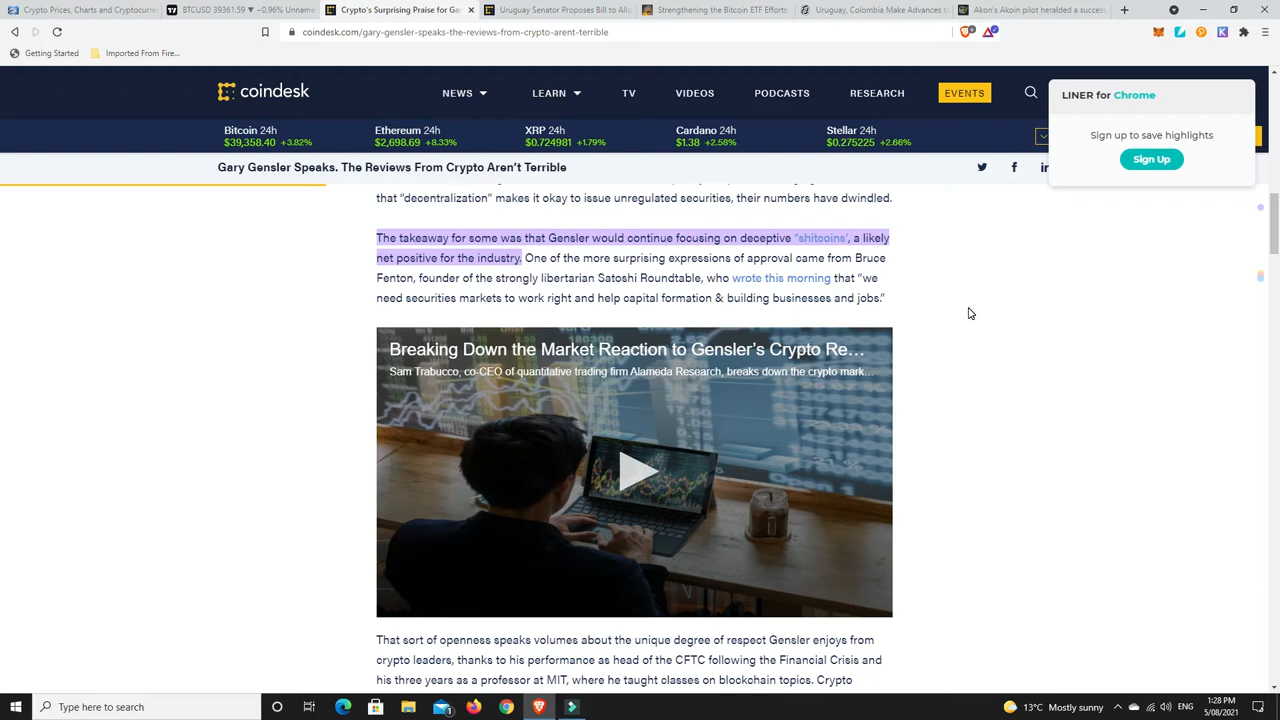 Crypto Prices, Charts and Cryptocurr
BTCUSD 39361.59 ▼ −0.96% Unname
Crypto's Surprising Praise for Gar
Uruguay Senator Proposes Bill to Allo
Strengthening the Bitcoin ETF Efforts
Uruguay, Colombia Make Advances to
Akon's Akoin pilot heralded a success
coindesk.com/gary-gensler-speaks-the-reviews-from-crypto-arent-terrible
Getting Started
Imported From Fire...
coindesk
NEWS
LEARN
TV
VIDEOS
PODCASTS
RESEARCH
EVENTS
LINER for Chrome
Sign up to save highlights
Sign Up
Bitcoin 24h
$39,358.40 +3.82%
Ethereum 24h
$2,698.69 +8.33%
XRP 24h
$0.724981 +1.79%
Cardano 24h
$1.38 +2.58%
Stellar 24h
$0.275225 +2.66%
Gary Gensler Speaks. The Reviews From Crypto Aren't Terrible
that “decentralization” makes it okay to issue unregulated securities, their numbers have dwindled.
The takeaway for some was that Gensler would continue focusing on deceptive “shitcoins’, a likely
net positive for the industry. One of the more surprising expressions of approval came from Bruce
Fenton, founder of the strongly libertarian Satoshi Roundtable, who wrote this morning that “we
need securities markets to work right and help capital formation & building businesses and jobs.”
Breaking Down the Market Reaction to Gensler's Crypto Re...
Sam Trabucco, co-CEO of quantitative trading firm Alameda Research, breaks down the crypto mark...
That sort of openness speaks volumes about the unique degree of respect Gensler enjoys from
crypto leaders, thanks to his performance as head of the CFTC following the Financial Crisis and
his three years as a professor at MIT, where he taught classes on blockchain topics. Crypto
Type here to search
13°C Mostly sunny
1:28 PM
5/08/2021